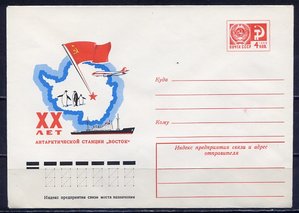 ПОЧТА СССР
4 коп.
Куда
Кому
XX
ЛЕТ
АНТАРКТИЧЕСКОЙ СТАНЦИИ „ВОСТОК“
Индекс предприятия связи и адрес
отправителя
Индекс предприятия связи места назначения